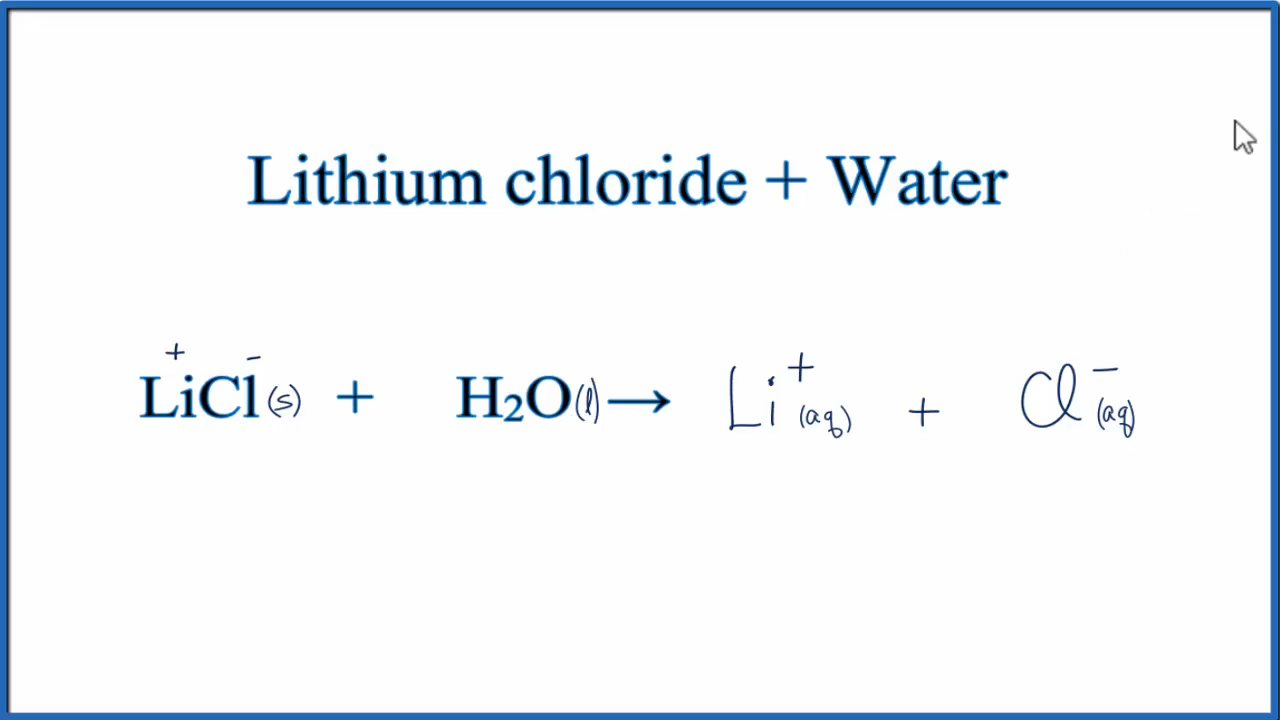 Lithium chloride + Water
+ -
LiCl(s) + H₂O(l) → Li⁺(aq) + Cl⁻(aq)